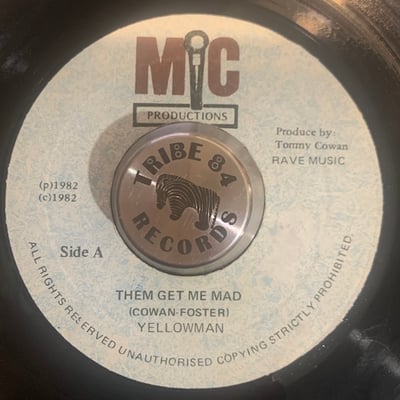 MIC
PRODUCTIONS
Produce by:
Tommy Cowan
RAVE MUSIC
(p)1982
(c)1982
TRIBE 84
RECORDS
Side A
THEM GET ME MAD
(COWAN-FOSTER)
YELLOWMAN
ALL RIGHTS RESERVED UNAUTHORISED COPYING STRICTLY PROHIBITED.